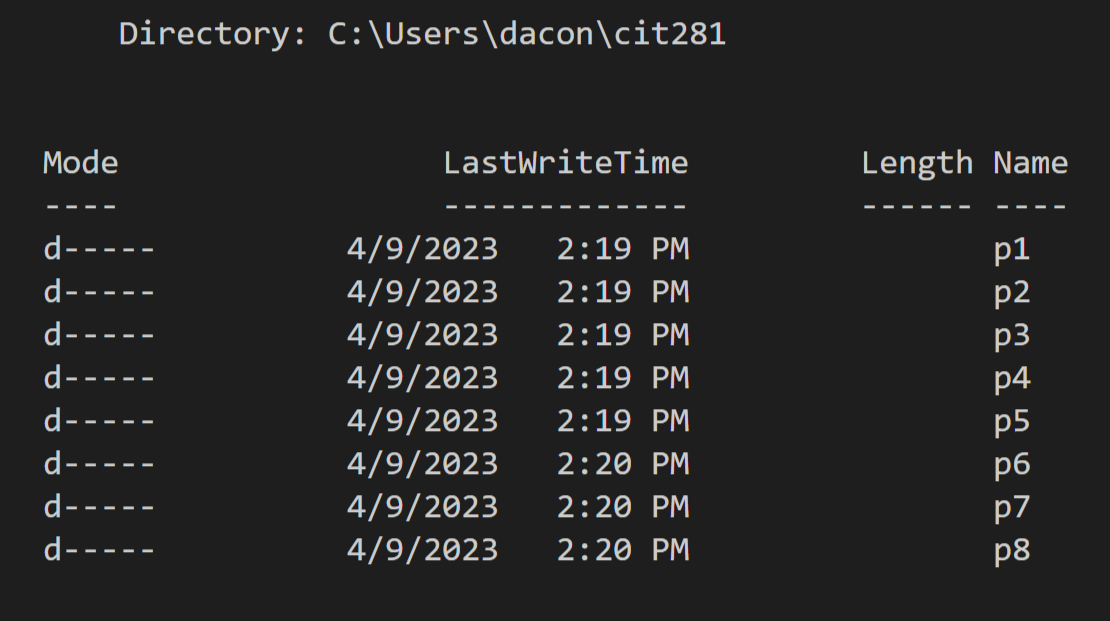 Directory: C:\Users\dacon\cit281
Mode LastWriteTime Length Name
---- ------------- ------ ----
d----- 4/9/2023 2:19 PM p1
d----- 4/9/2023 2:19 PM p2
d----- 4/9/2023 2:19 PM p3
d----- 4/9/2023 2:19 PM p4
d----- 4/9/2023 2:19 PM p5
d----- 4/9/2023 2:20 PM p6
d----- 4/9/2023 2:20 PM p7
d----- 4/9/2023 2:20 PM p8